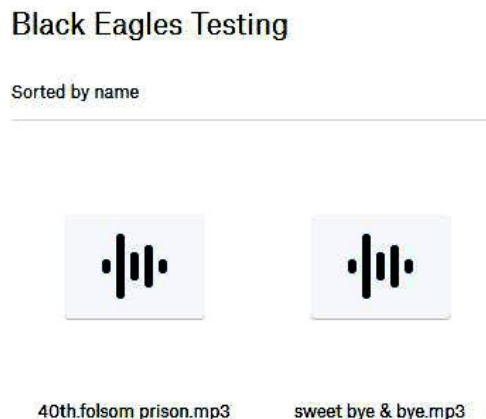 Black Eagles Testing
Sorted by name
40th.folsom prison.mp3
sweet bye & bye.mp3